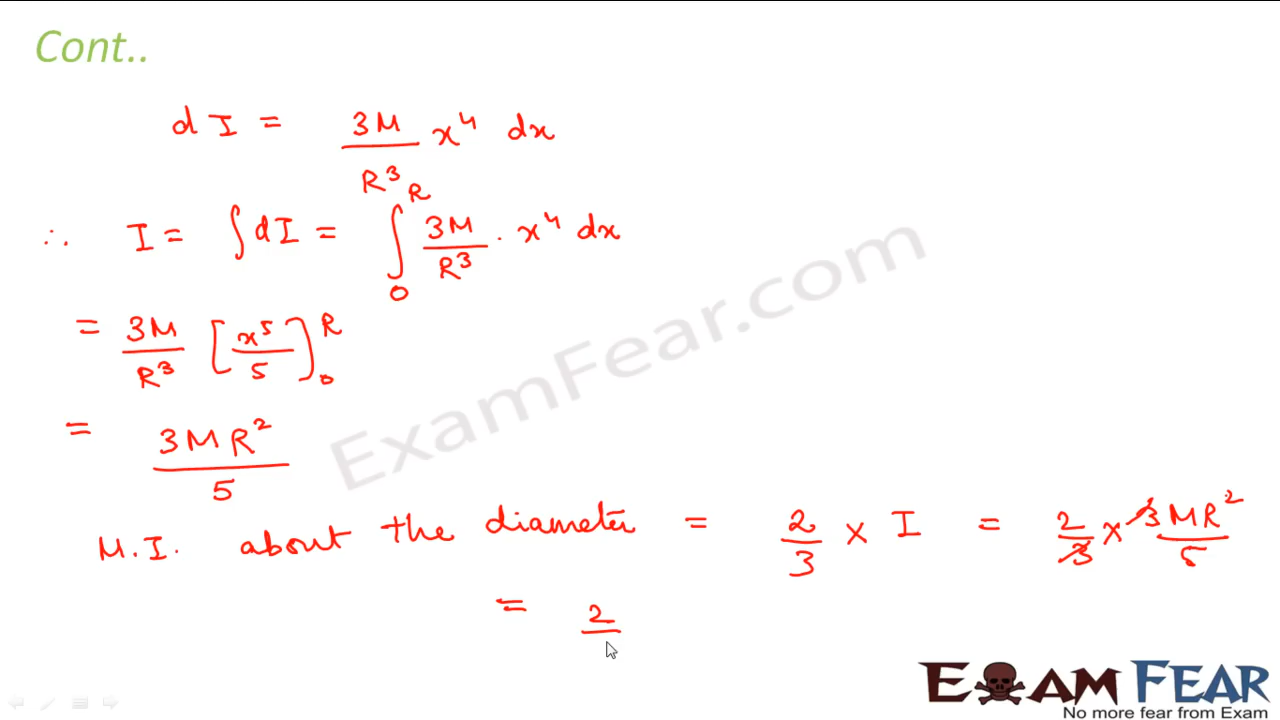 Cont..
dI = 3M/R³ x⁴ dx
∴ I = ∫dI = ∫₀ᴿ 3M/R³ · x⁴ dx
= 3M/R³ [x⁵/5]₀ᴿ
= 3MR²/5
M.I. about the diameter = 2/3 × I = 2/3 × 3MR²/5
= 2/
ExamFear.com
EXAM FEAR
No more fear from Exam